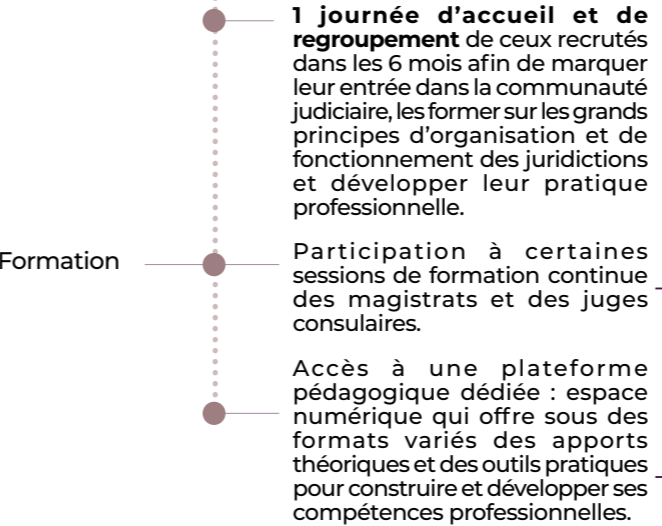 1 journée d’accueil et de
regroupement de ceux recrutés
dans les 6 mois afin de marquer
leur entrée dans la communauté
judiciaire, les former sur les grands
principes d’organisation et de
fonctionnement des juridictions
et développer leur pratique
professionnelle.
Formation
Participation à certaines
sessions de formation continue
des magistrats et des juges
consulaires.
Accès à une plateforme
pédagogique dédiée : espace
numérique qui offre sous des
formats variés des apports
théoriques et des outils pratiques
pour construire et développer ses
compétences professionnelles.